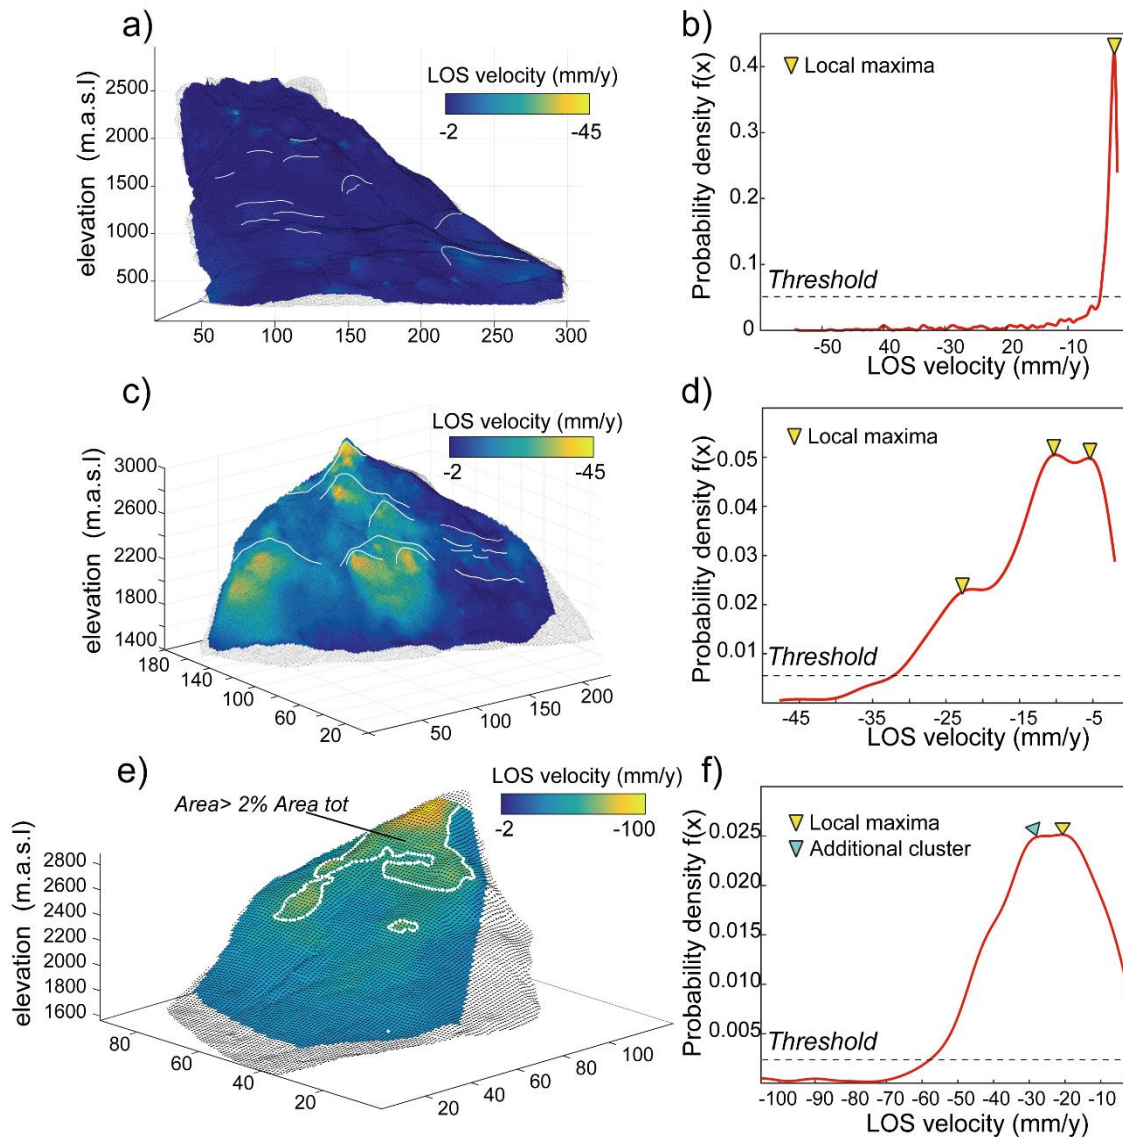 a)
LOS velocity (mm/y)
-2 -45
elevation (m.a.s.l)
2500
2000
1500
1000
500
50 100 150 200 250 300
b)
Local maxima
Probability density f(x)
0.4
0.3
0.2
0.1
0
Threshold
-50 -40 -30 -20 -10
LOS velocity (mm/y)
c)
LOS velocity (mm/y)
-2 -45
elevation (m.a.s.l)
3000
2600
2200
1800
1400
180 140 100 60 20
50 100 150 200
d)
Local maxima
Probability density f(x)
0.05
0.04
0.03
0.02
0.01
Threshold
-45 -35 -25 -15 -5
LOS velocity (mm/y)
e)
LOS velocity (mm/y)
-2 -100
Area> 2% Area tot
elevation (m.a.s.l)
2800
2600
2400
2200
2000
1800
1600
80 60 40 20
20 40 60 80 100
f)
Local maxima
Additional cluster
Probability density f(x)
0.025
0.020
0.015
0.010
0.005
Threshold
-100 -90 -80 -70 -60 -50 -40 -30 -20 -10
LOS velocity (mm/y)